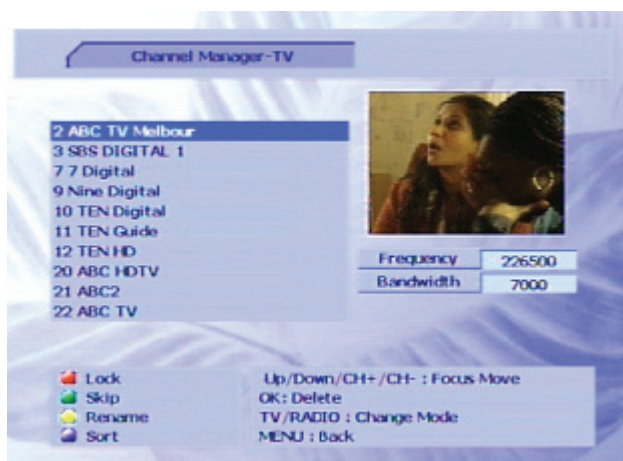 Channel Manager-TV
2 ABC TV Melbour
3 SBS DIGITAL 1
7 7 Digital
9 Nine Digital
10 TEN Digital
11 TEN Guide
12 TEN HD
20 ABC HDTV
21 ABC2
22 ABC TV
Frequency 226500
Bandwidth 7000
Lock
Skip
Rename
Sort
Up/Down/CH+/CH- : Focus Move
OK: Delete
TV/RADIO : Change Mode
MENU : Back